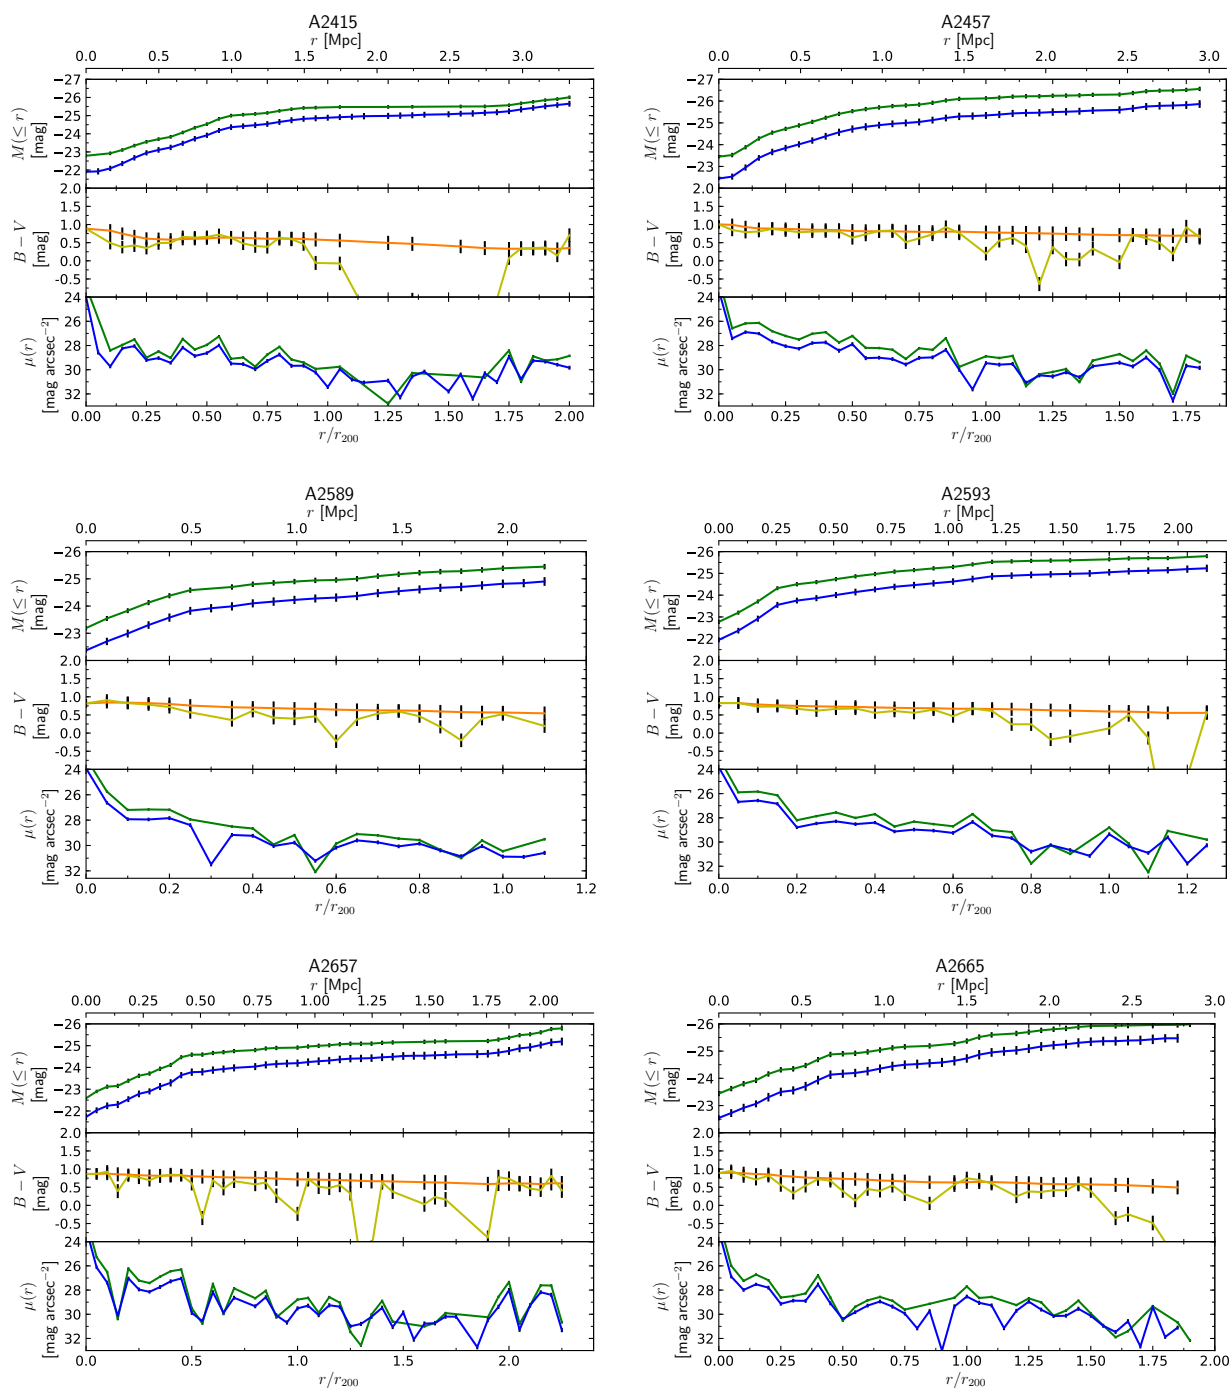 A2415
r [Mpc]
0.0 0.5 1.0 1.5 2.0 2.5 3.0
−27
−26
−25
−24
−23
−22
M(≤ r)
[mag]
2.0
1.5
1.0
0.5
0.0
−0.5
B − V
[mag]
24
26
28
30
32
μ(r)
[mag arcsec⁻²]
0.00 0.25 0.50 0.75 1.00 1.25 1.50 1.75 2.00
r/r₂₀₀
A2457
r [Mpc]
0.0 0.5 1.0 1.5 2.0 2.5 3.0
−27
−26
−25
−24
−23
M(≤ r)
[mag]
2.0
1.5
1.0
0.5
0.0
−0.5
B − V
[mag]
24
26
28
30
32
μ(r)
[mag arcsec⁻²]
0.00 0.25 0.50 0.75 1.00 1.25 1.50 1.75
r/r₂₀₀
A2589
r [Mpc]
0.0 0.5 1.0 1.5 2.0
−26
−25
−24
−23
M(≤ r)
[mag]
2.0
1.5
1.0
0.5
0.0
−0.5
B − V
[mag]
24
26
28
30
32
μ(r)
[mag arcsec⁻²]
0.0 0.2 0.4 0.6 0.8 1.0 1.2
r/r₂₀₀
A2593
r [Mpc]
0.00 0.25 0.50 0.75 1.00 1.25 1.50 1.75 2.00
−26
−25
−24
−23
−22
M(≤ r)
[mag]
2.0
1.5
1.0
0.5
0.0
−0.5
B − V
[mag]
24
26
28
30
32
μ(r)
[mag arcsec⁻²]
0.0 0.2 0.4 0.6 0.8 1.0 1.2
r/r₂₀₀
A2657
r [Mpc]
0.00 0.25 0.50 0.75 1.00 1.25 1.50 1.75 2.00
−26
−25
−24
−23
−22
M(≤ r)
[mag]
2.0
1.5
1.0
0.5
0.0
−0.5
B − V
[mag]
24
26
28
30
32
μ(r)
[mag arcsec⁻²]
0.0 0.5 1.0 1.5 2.0
r/r₂₀₀
A2665
r [Mpc]
0.0 0.5 1.0 1.5 2.0 2.5 3.0
−26
−25
−24
−23
M(≤ r)
[mag]
2.0
1.5
1.0
0.5
0.0
−0.5
B − V
[mag]
24
26
28
30
32
μ(r)
[mag arcsec⁻²]
0.00 0.25 0.50 0.75 1.00 1.25 1.50 1.75 2.00
r/r₂₀₀